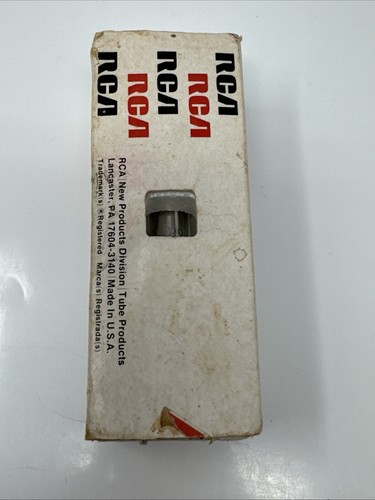 RCA
RCA
RCA
RCA
RCA
RCA | New Products Division | Tube Products
Lancaster, PA 17604-3140 | Made In U.S.A.
Trademark(s) ® Registered Marca(s) Registrada(s)